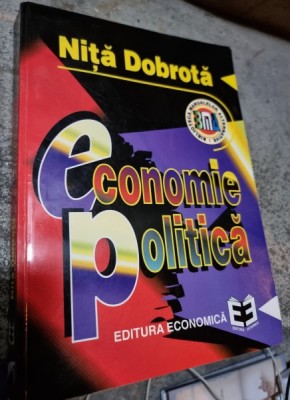 Niță Dobrotă
economie
politică
EDITURA ECONOMICĂ